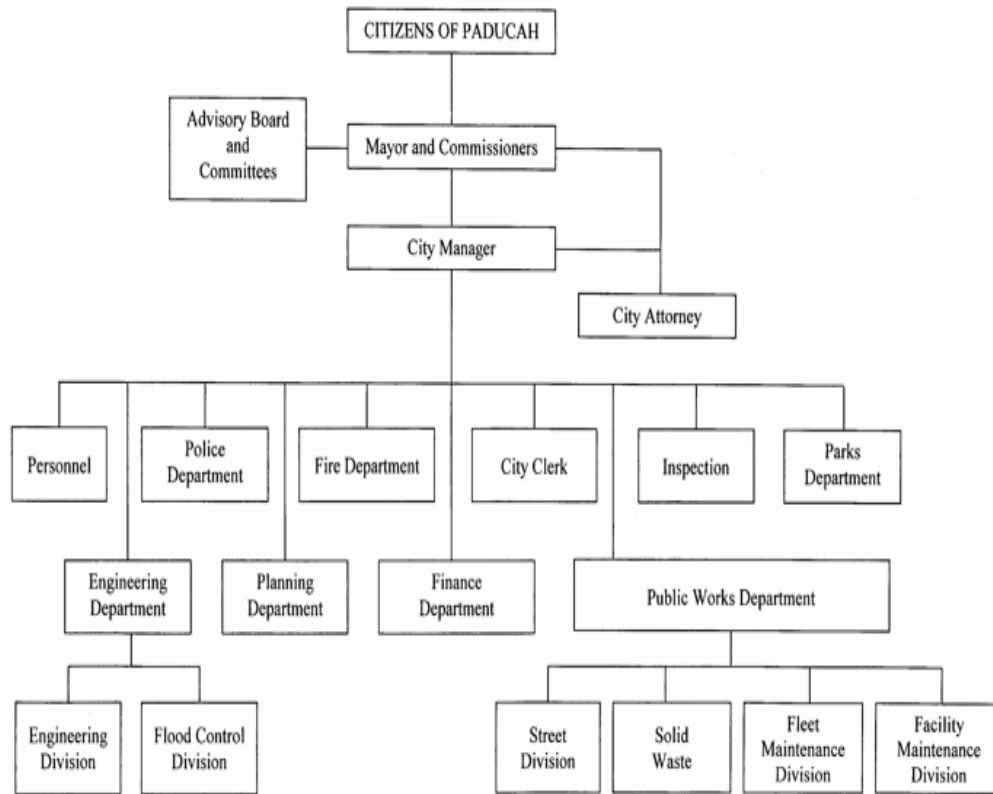 CITIZENS OF PADUCAH
Advisory Board
and
Committees
Mayor and Commissioners
City Manager
City Attorney
Personnel
Police
Department
Fire Department
City Clerk
Inspection
Parks
Department
Engineering
Department
Planning
Department
Finance
Department
Public Works Department
Engineering
Division
Flood Control
Division
Street
Division
Solid
Waste
Fleet
Maintenance
Division
Facility
Maintenance
Division